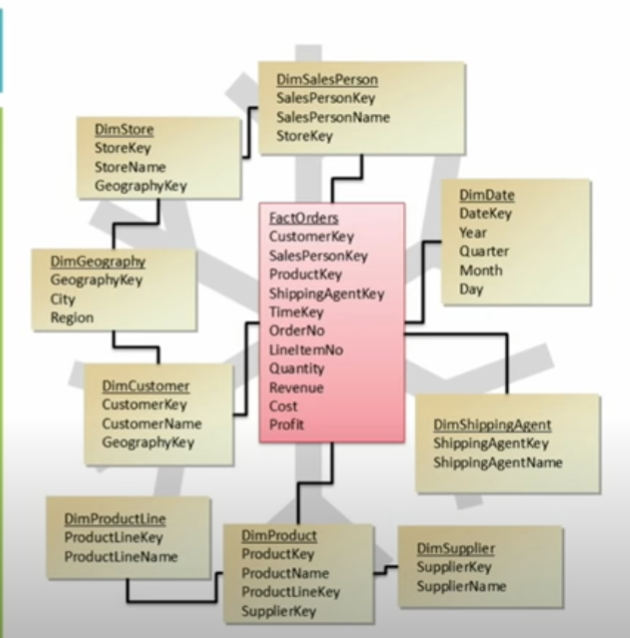 DimSalesPerson
SalesPersonKey
SalesPersonName
StoreKey
DimStore
StoreKey
StoreName
GeographyKey
DimDate
DateKey
Year
Quarter
Month
Day
FactOrders
CustomerKey
SalesPersonKey
ProductKey
ShippingAgentKey
TimeKey
OrderNo
LineItemNo
Quantity
Revenue
Cost
Profit
DimGeography
GeographyKey
City
Region
DimCustomer
CustomerKey
CustomerName
GeographyKey
DimShippingAgent
ShippingAgentKey
ShippingAgentName
DimProductLine
ProductLineKey
ProductLineName
DimProduct
ProductKey
ProductName
ProductLineKey
SupplierKey
DimSupplier
SupplierKey
SupplierName